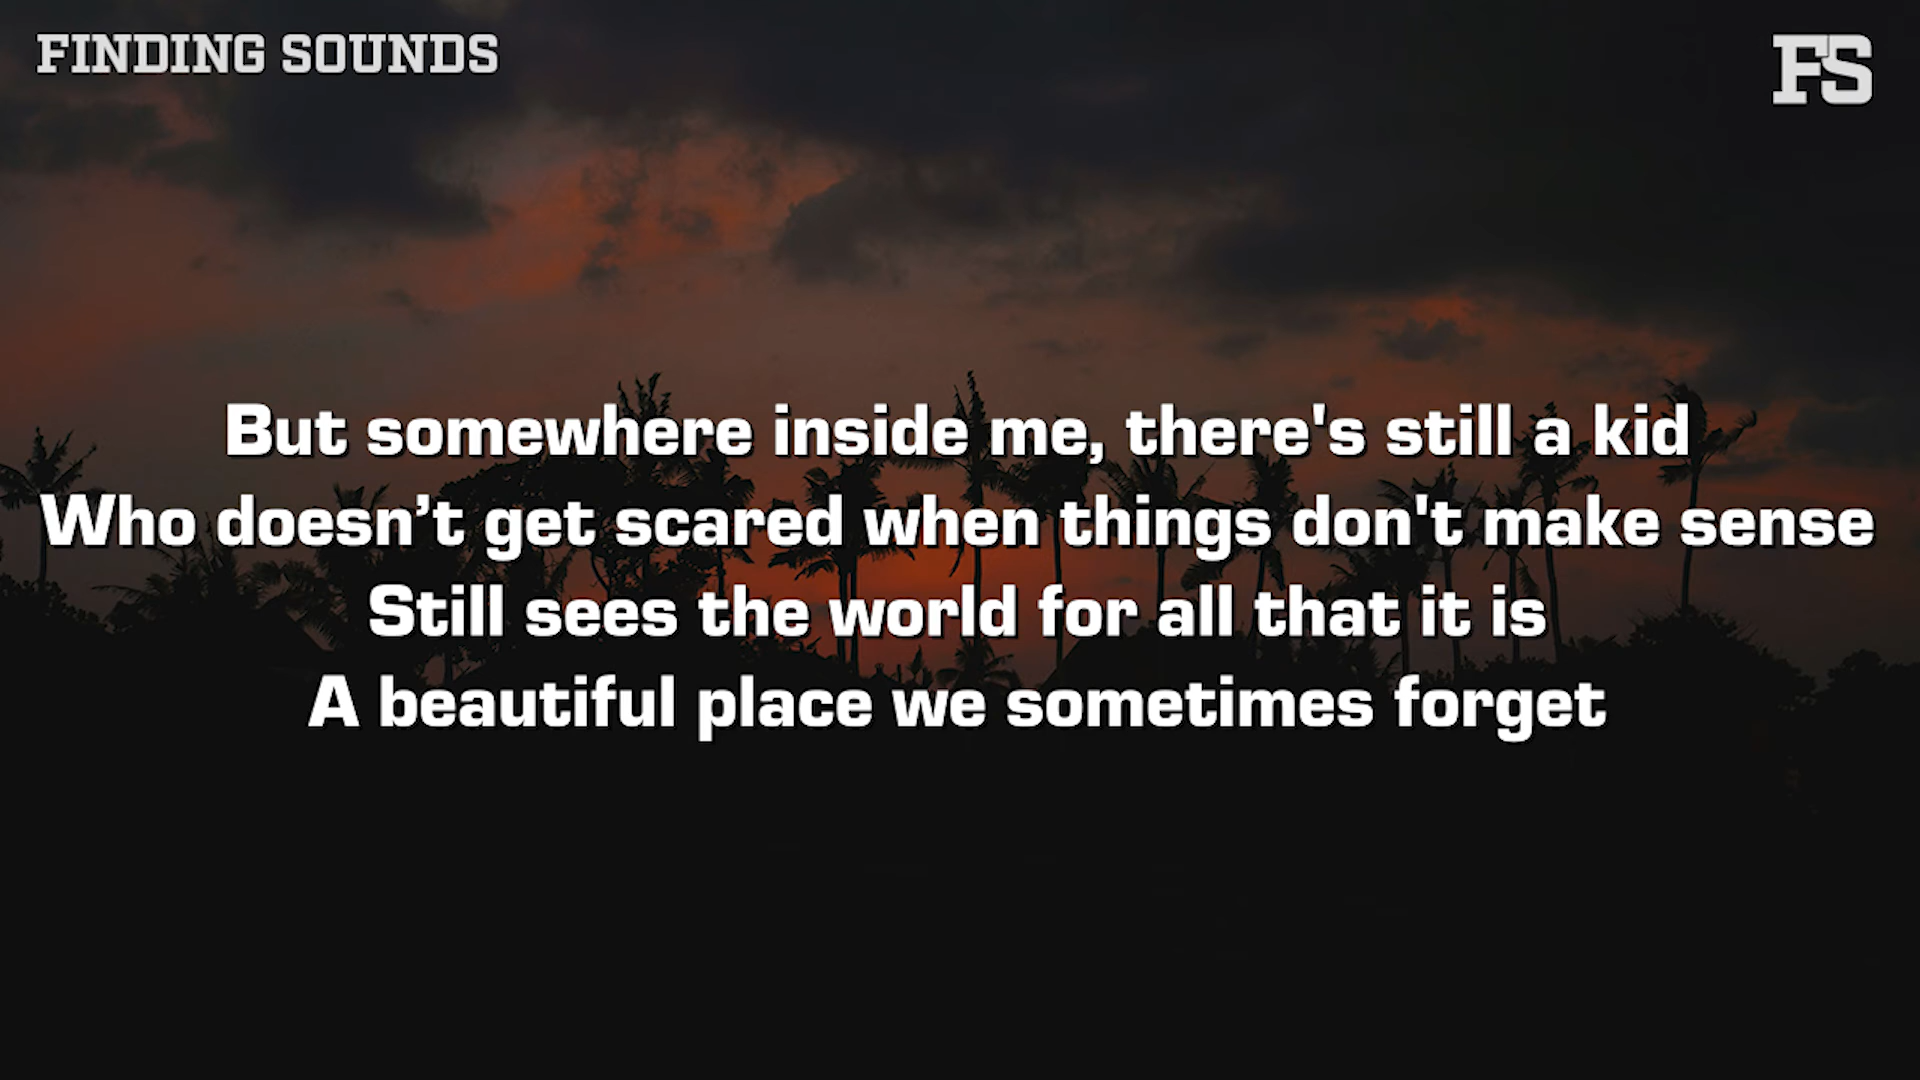 FINDING SOUNDS
FS
But somewhere inside me, there's still a kid
Who doesn’t get scared when things don't make sense
Still sees the world for all that it is
A beautiful place we sometimes forget